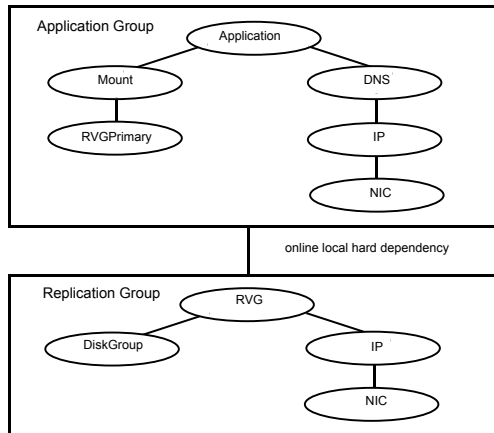 Application Group
Application
Mount
DNS
RVGPrimary
IP
NIC
online local hard dependency
Replication Group
RVG
DiskGroup
IP
NIC